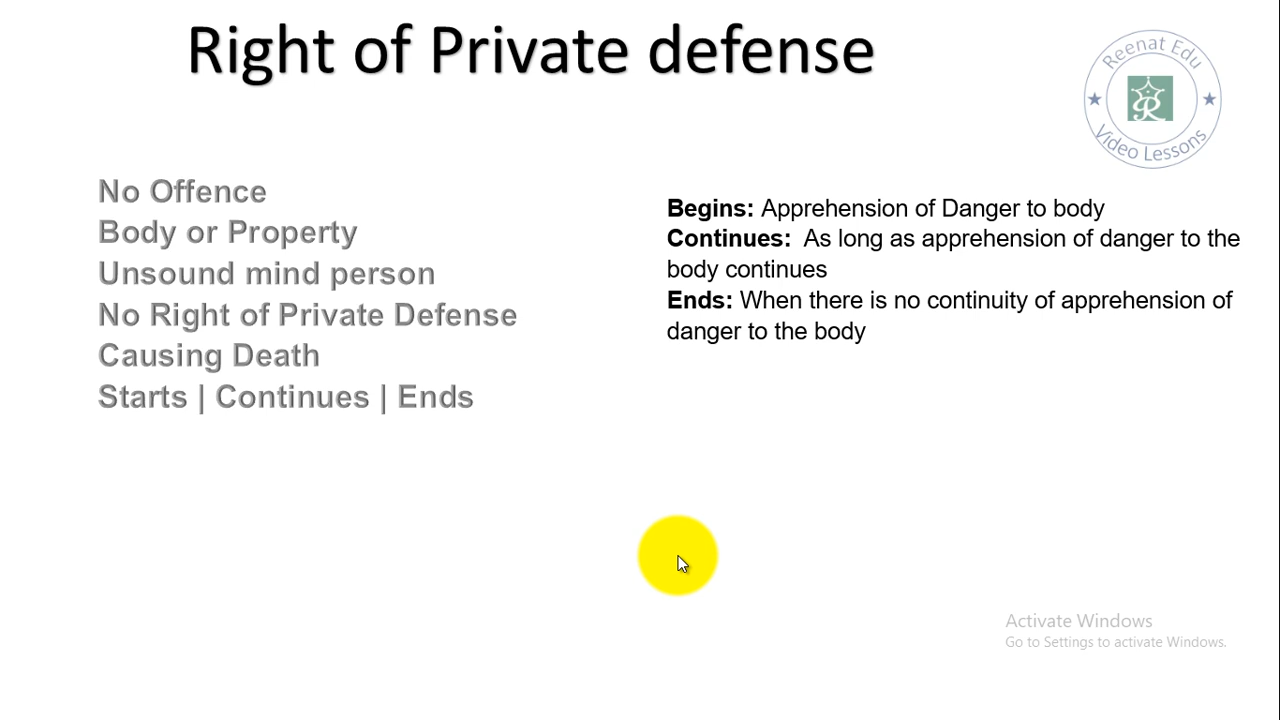 Right of Private defense
Reenat Edu
Video Lessons
No Offence
Body or Property
Unsound mind person
No Right of Private Defense
Causing Death
Starts | Continues | Ends
Begins: Apprehension of Danger to body
Continues: As long as apprehension of danger to the
body continues
Ends: When there is no continuity of apprehension of
danger to the body
Activate Windows
Go to Settings to activate Windows.